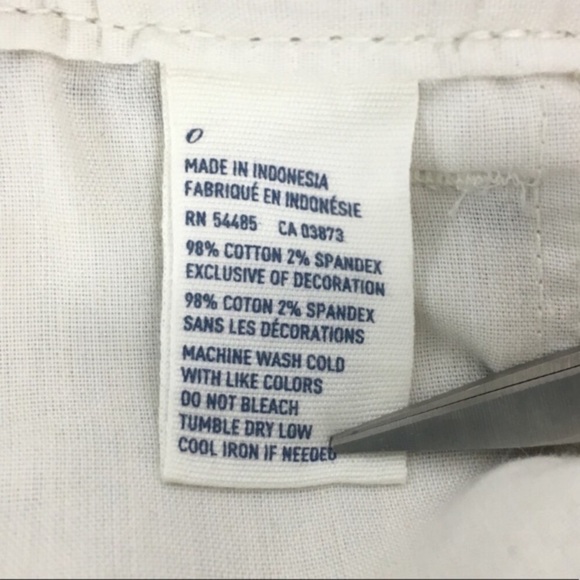 0
MADE IN INDONESIA
FABRIQUÉ EN INDONÉSIE
RN 54485 CA 03873
98% COTTON 2% SPANDEX
EXCLUSIVE OF DECORATION
98% COTON 2% SPANDEX
SANS LES DÉCORATIONS
MACHINE WASH COLD
WITH LIKE COLORS
DO NOT BLEACH
TUMBLE DRY LOW
COOL IRON IF NEEDED